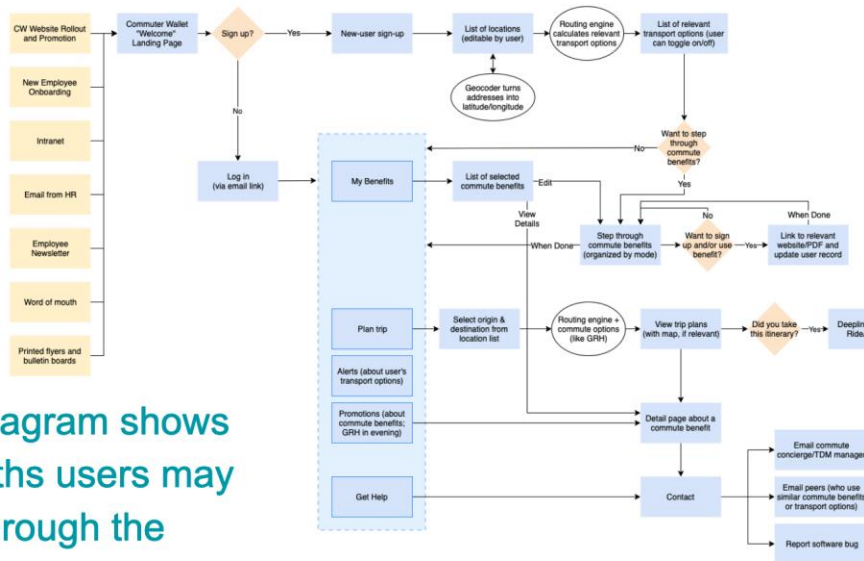 CW Website Rollout
and Promotion
New Employee
Onboarding
Intranet
Email from HR
Employee
Newsletter
Word of mouth
Printed flyers and
bulletin boards
Commuter Wallet
"Welcome"
Landing Page
Sign up?
Yes
No
New-user sign-up
List of locations
(editable by user)
Geocoder turns
addresses into
latitude/longitude
Routing engine
calculates relevant
transport options
List of relevant
transport options (user
can toggle on/off)
Want to step
through
commute
benefits?
No
Yes
Log in
(via email link)
My Benefits
List of selected
commute benefits
Edit
View
Details
When Done
Step through
commute benefits
(organized by mode)
No
Want to sign
up and/or use
benefit?
Yes
When Done
Link to relevant
website/PDF and
update user record
Plan trip
Select origin &
destination from
location list
Routing engine +
commute options
(like GRH)
View trip plans
(with map, if relevant)
Did you take
this itinerary?
Yes
Deeplin
Ride
Alerts (about user's
transport options)
Promotions (about
commute benefits;
GRH in evening)
Detail page about a
commute benefit
Get Help
Contact
Email commute
concierge/TDM manager
Email peers (who use
similar commute benefits
or transport options)
Report software bug
agram shows
ths users may
rough the